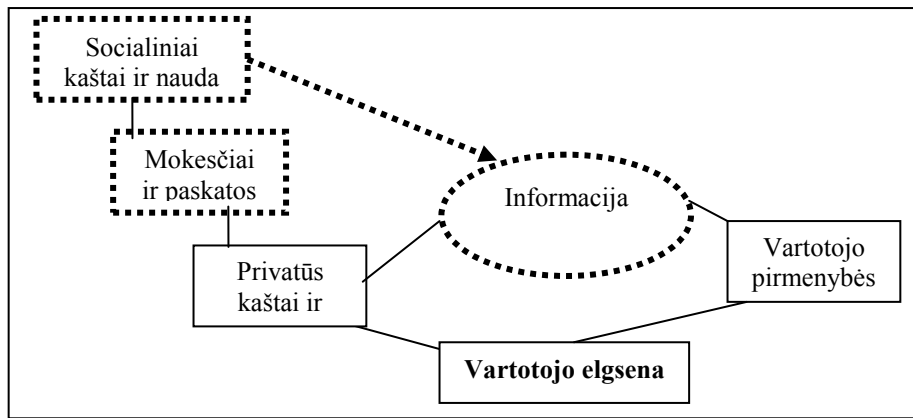 Socialiniai
kaštai ir nauda
Mokesčiai
ir paskatos
Informacija
Privatūs
kaštai ir
Vartotojo
pirmenybės
Vartotojo elgsena